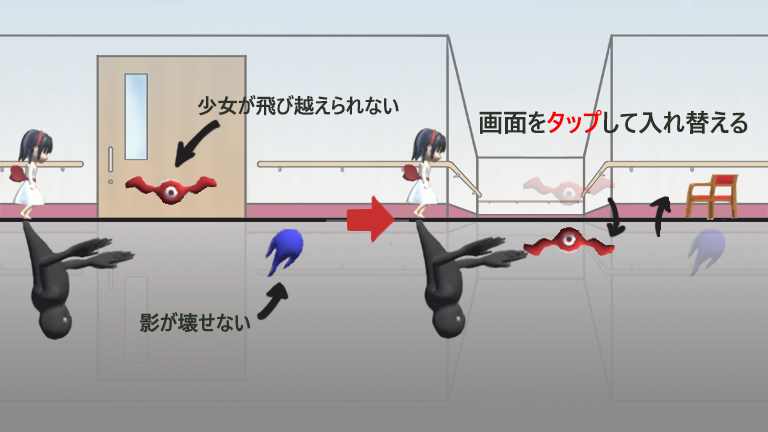 少女が飛び越えられない
画面をタップして入れ替える
影が壊せない